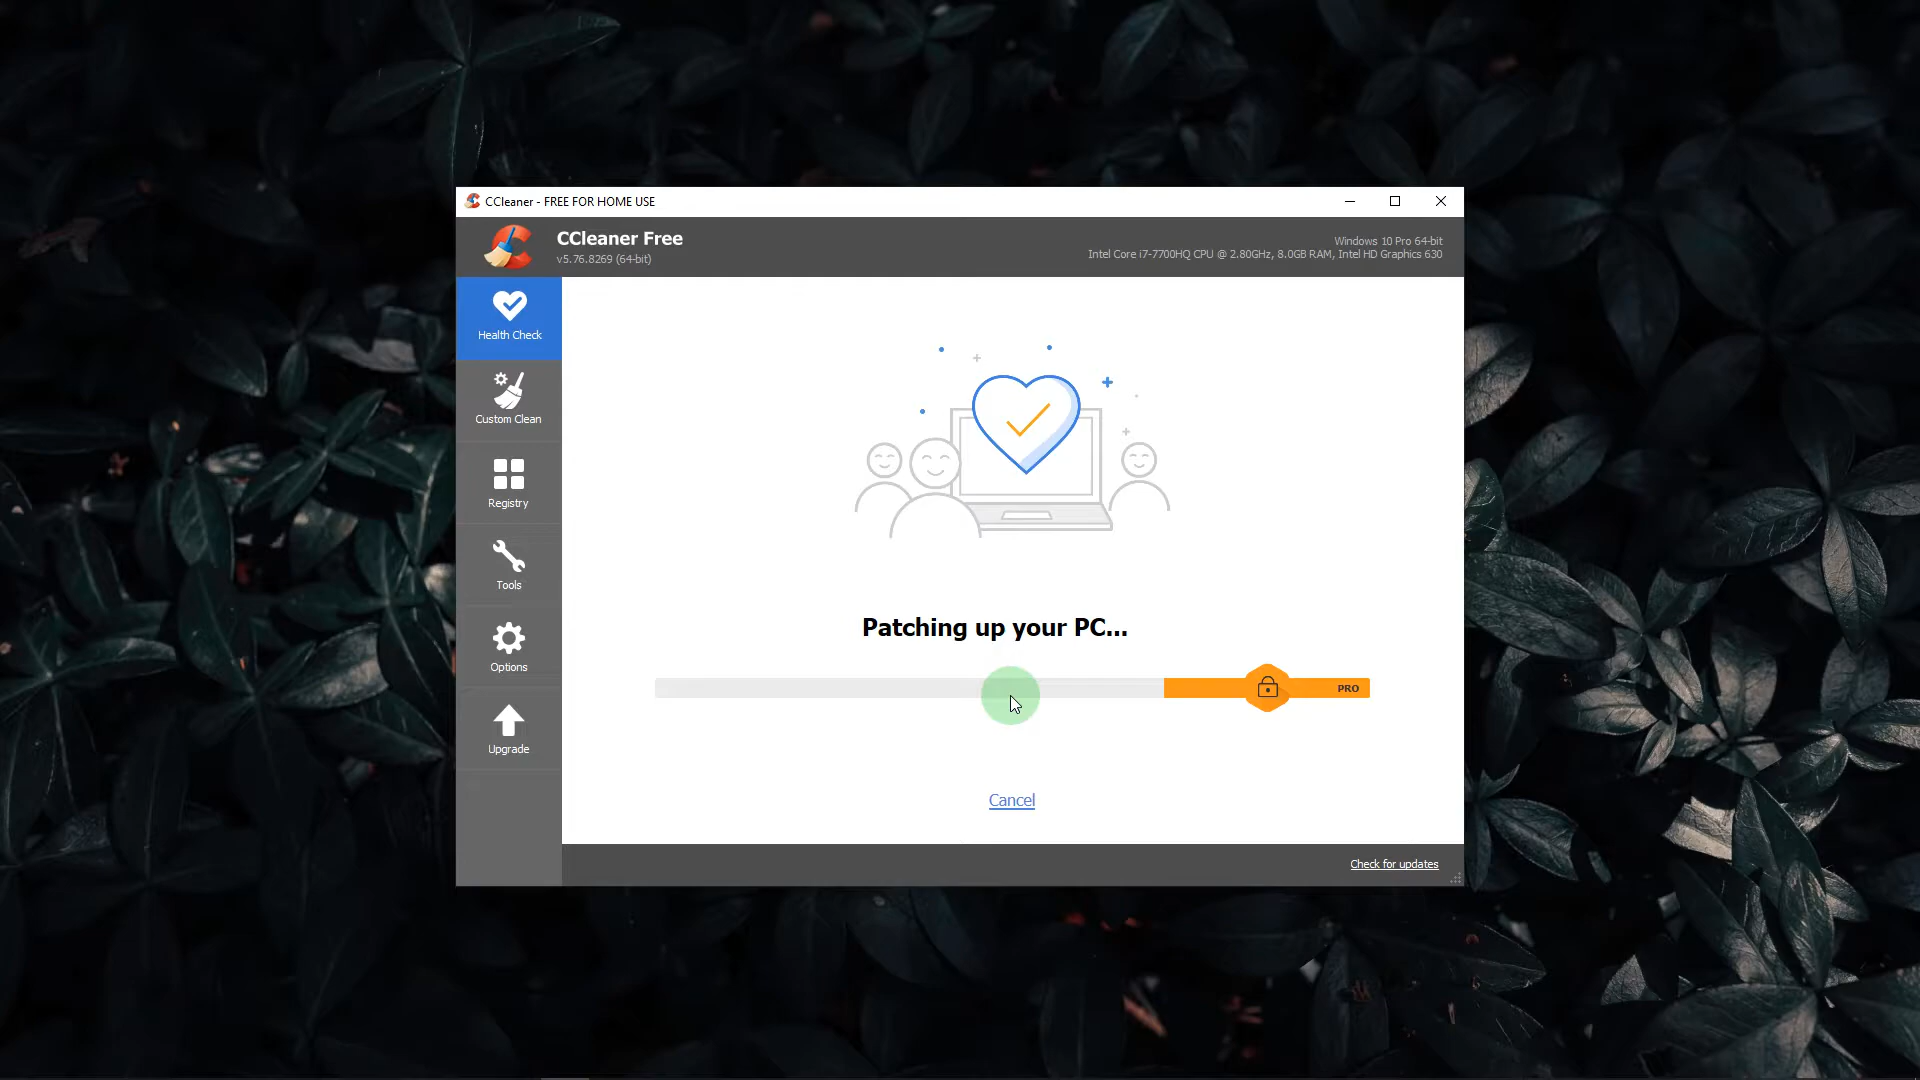 CCleaner - FREE FOR HOME USE
CCleaner Free
v5.76.8269 (64-bit)
Windows 10 Pro 64-bit
Intel Core i7-7700HQ CPU @ 2.80GHz, 8.0GB RAM, Intel HD Graphics 630
Health Check
Custom Clean
Registry
Tools
Options
Upgrade
Patching up your PC...
PRO
Cancel
Check for updates